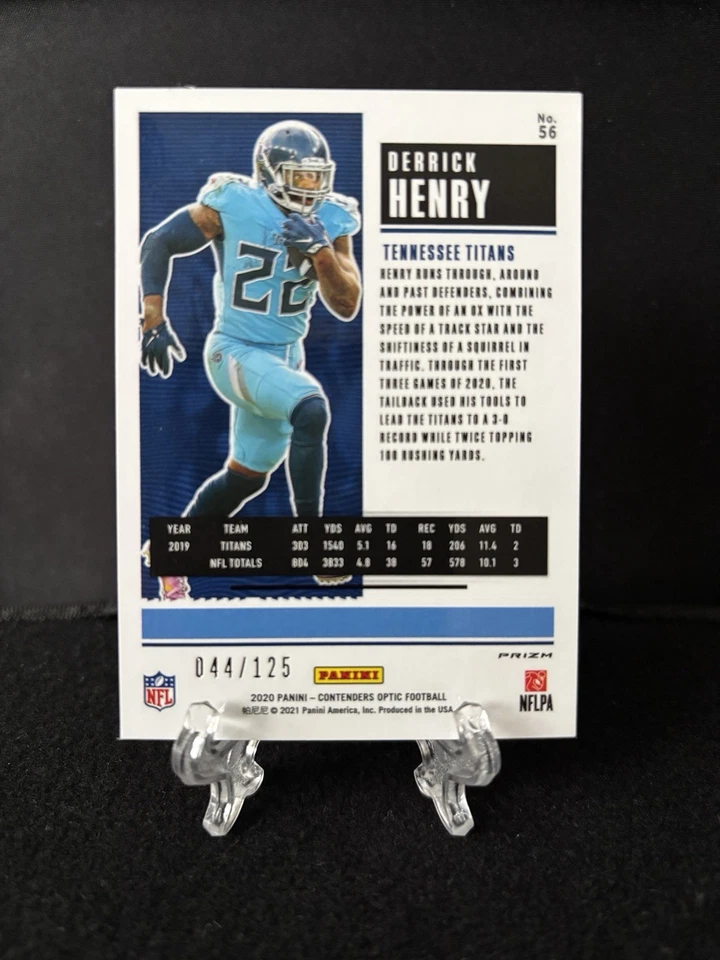 No.
56
DERRICK
HENRY
TENNESSEE TITANS
HENRY RUNS THROUGH, AROUND
AND PAST DEFENDERS, COMBINING
THE POWER OF AN OX WITH THE
SPEED OF A TRACK STAR AND THE
SHIFTINESS OF A SQUIRREL IN
TRAFFIC. THROUGH THE FIRST
THREE GAMES OF 2020, THE
TAILBACK USED HIS TOOLS TO
LEAD THE TITANS TO A 3-0
RECORD WHILE TWICE TOPPING
100 RUSHING YARDS.
22
YEAR TEAM ATT YDS AVG TD REC YDS AVG TD
2019 TITANS 303 1540 5.1 16 18 206 11.4 2
NFL TOTALS 804 3833 4.8 38 57 578 10.1 3
PRIZM
044/125
PANINI
NFL
NFLPA
2020 PANINI – CONTENDERS OPTIC FOOTBALL
帕尼尼 © 2021 Panini America, Inc. Produced in the USA.